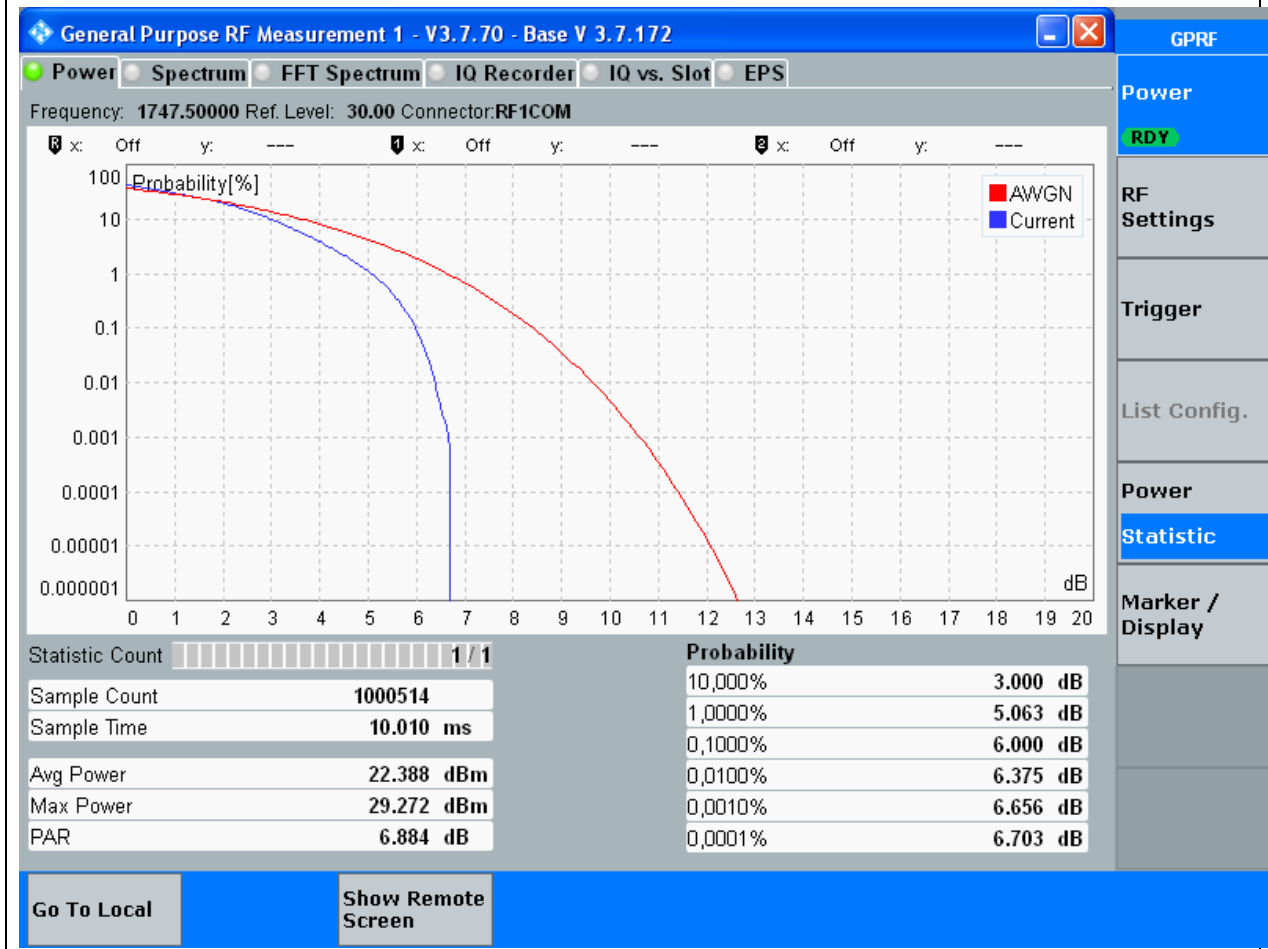 General Purpose RF Measurement 1 - V3.7.70 - Base V 3.7.172
GPRF
Power Spectrum FFT Spectrum IQ Recorder IQ vs. Slot EPS
Frequency: 1747.50000 Ref. Level: 30.00 Connector:RF1COM
R x: Off y: --- 1 x: Off y: --- 2 x: Off y: ---
Probability[%]
AWGN
Current
100
10
1
0.1
0.01
0.001
0.0001
0.00001
0.000001
dB
0 1 2 3 4 5 6 7 8 9 10 11 12 13 14 15 16 17 18 19 20
Statistic Count 1 / 1
Sample Count 1000514
Sample Time 10.010 ms
Avg Power 22.388 dBm
Max Power 29.272 dBm
PAR 6.884 dB
Probability
10,000% 3.000 dB
1,0000% 5.063 dB
0,1000% 6.000 dB
0,0100% 6.375 dB
0,0010% 6.656 dB
0,0001% 6.703 dB
Power
RDY
RF
Settings
Trigger
List Config.
Power
Statistic
Marker /
Display
Go To Local
Show Remote
Screen